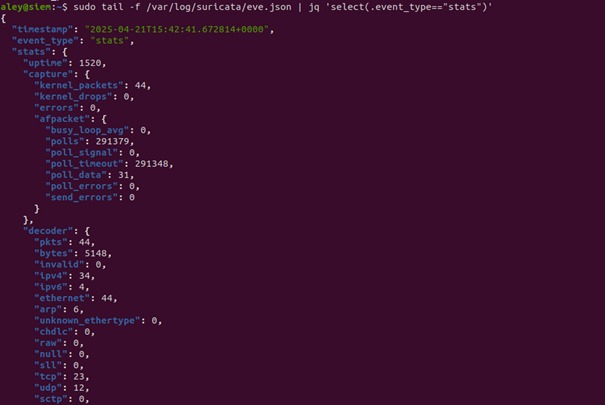 aley@siem:~$ sudo tail -f /var/log/suricata/eve.json | jq 'select(.event_type=="stats")'
{
  "timestamp": "2025-04-21T15:42:41.672814+0000",
  "event_type": "stats",
  "stats": {
    "uptime": 1520,
    "capture": {
      "kernel_packets": 44,
      "kernel_drops": 0,
      "errors": 0,
      "afpacket": {
        "busy_loop_avg": 0,
        "polls": 291379,
        "poll_signal": 0,
        "poll_timeout": 291348,
        "poll_data": 31,
        "poll_errors": 0,
        "send_errors": 0
      }
    },
    "decoder": {
      "pkts": 44,
      "bytes": 5148,
      "invalid": 0,
      "ipv4": 34,
      "ipv6": 4,
      "ethernet": 44,
      "arp": 6,
      "unknown_ethertype": 0,
      "chdlc": 0,
      "raw": 0,
      "null": 0,
      "sll": 0,
      "tcp": 23,
      "udp": 12,
      "sctp": 0,